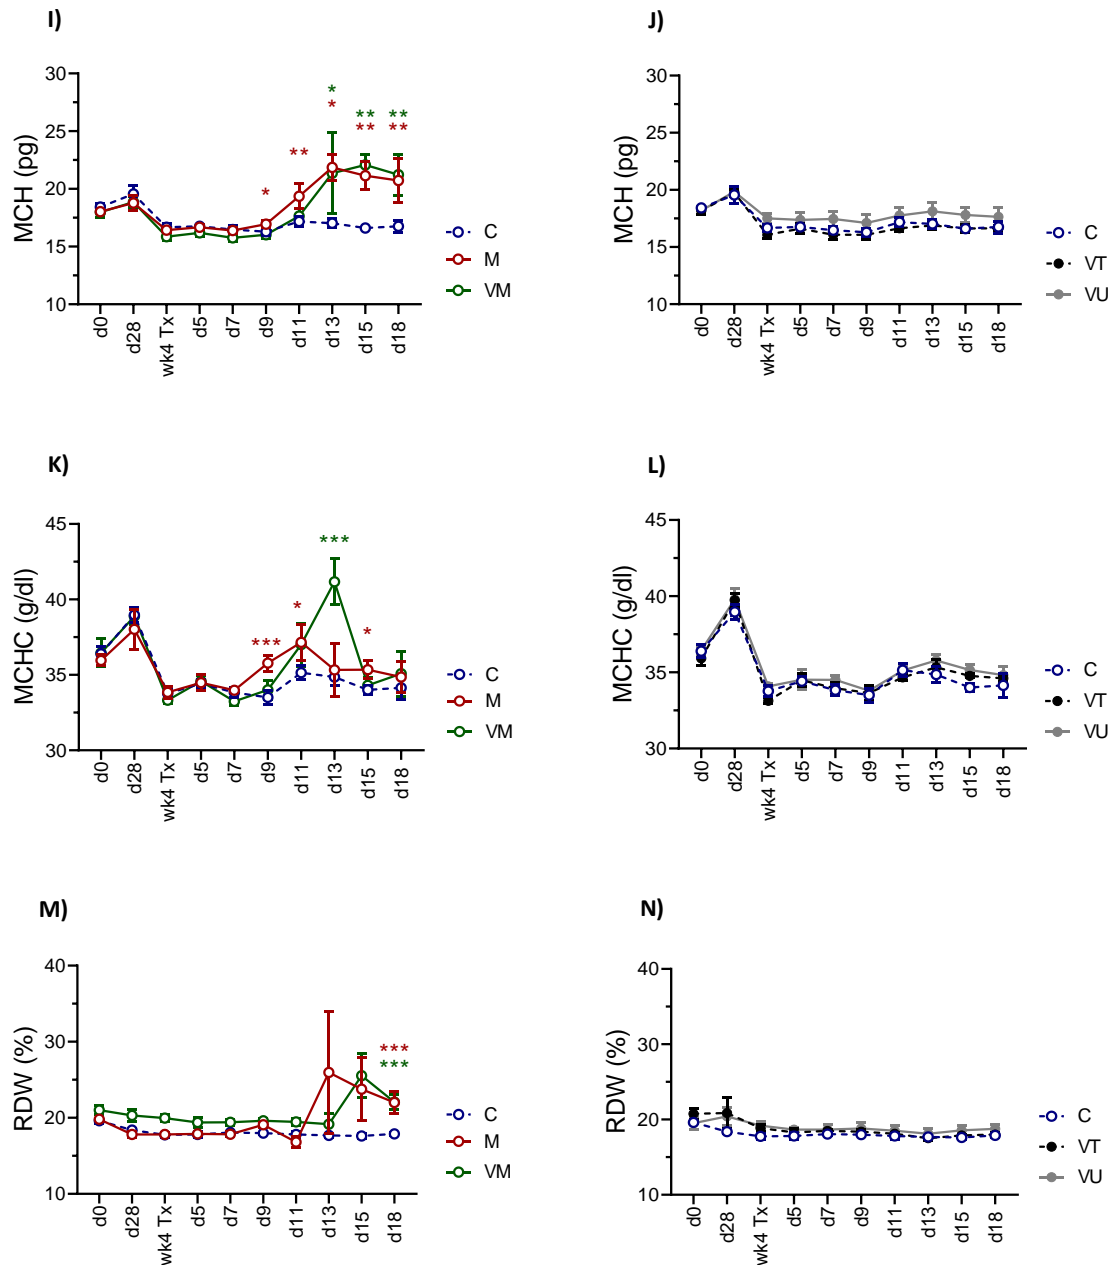 I)
MCH (pg)
30
25
20
15
10
*
*
**
**
**
**
**
*
C
M
VM
d0
d28
wk4 Tx
d5
d7
d9
d11
d13
d15
d18
J)
MCH (pg)
30
25
20
15
10
C
VT
VU
d0
d28
wk4 Tx
d5
d7
d9
d11
d13
d15
d18
K)
MCHC (g/dl)
45
40
35
30
***
*
***
*
C
M
VM
d0
d28
wk4 Tx
d5
d7
d9
d11
d13
d15
d18
L)
MCHC (g/dl)
45
40
35
30
C
VT
VU
d0
d28
wk4 Tx
d5
d7
d9
d11
d13
d15
d18
M)
RDW (%)
40
30
20
10
***
***
C
M
VM
d0
d28
wk4 Tx
d5
d7
d9
d11
d13
d15
d18
N)
RDW (%)
40
30
20
10
C
VT
VU
d0
d28
wk4 Tx
d5
d7
d9
d11
d13
d15
d18